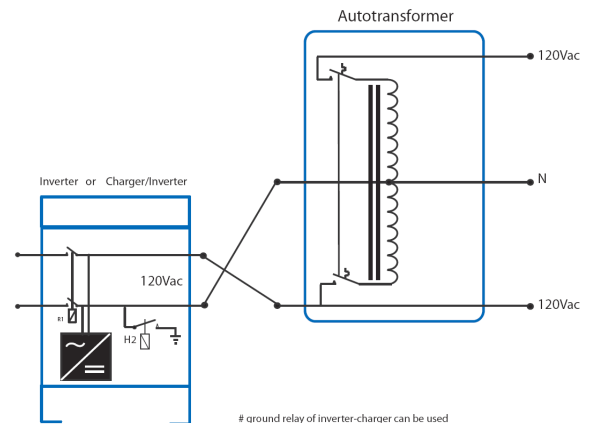 Autotransformer
120Vac
Inverter or Charger/Inverter
N
120Vac
R1
H2
120Vac
# ground relay of inverter-charger can be used